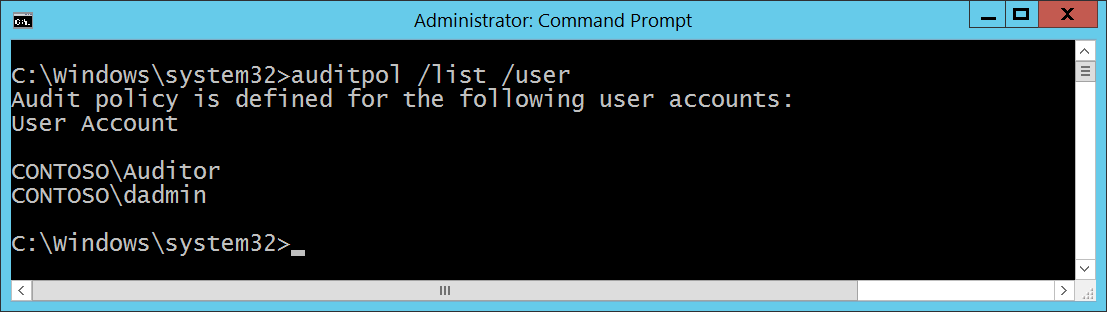 Administrator: Command Prompt
C:\Windows\system32>auditpol /list /user
Audit policy is defined for the following user accounts:
User Account
CONTOSO\Auditor
CONTOSO\dadmin
C:\Windows\system32>